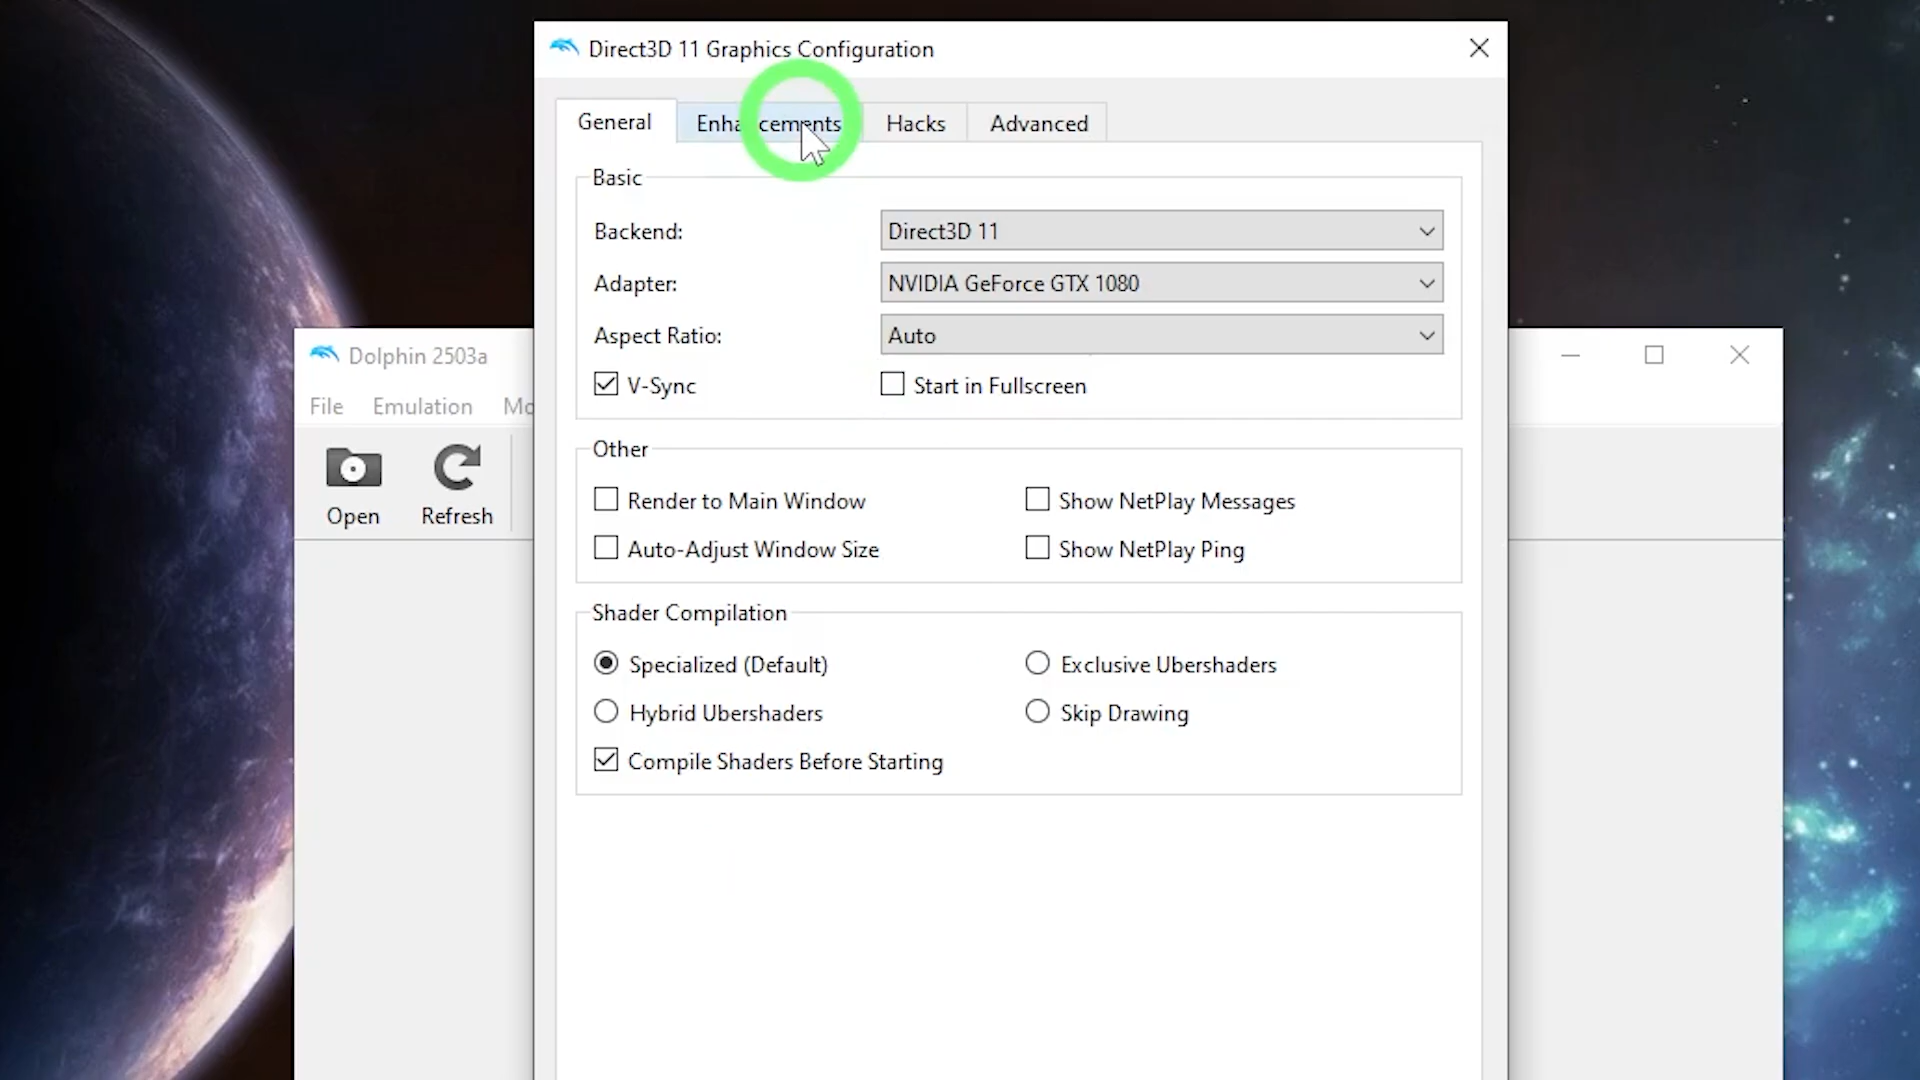 Direct3D 11 Graphics Configuration
General Enhancements Hacks Advanced
Basic
Backend: Direct3D 11
Adapter: NVIDIA GeForce GTX 1080
Aspect Ratio: Auto
V-Sync Start in Fullscreen
Other
Render to Main Window Show NetPlay Messages
Auto-Adjust Window Size Show NetPlay Ping
Shader Compilation
Specialized (Default) Exclusive Ubershaders
Hybrid Ubershaders Skip Drawing
Compile Shaders Before Starting
Dolphin 2503a
File Emulation Mo
Open Refresh